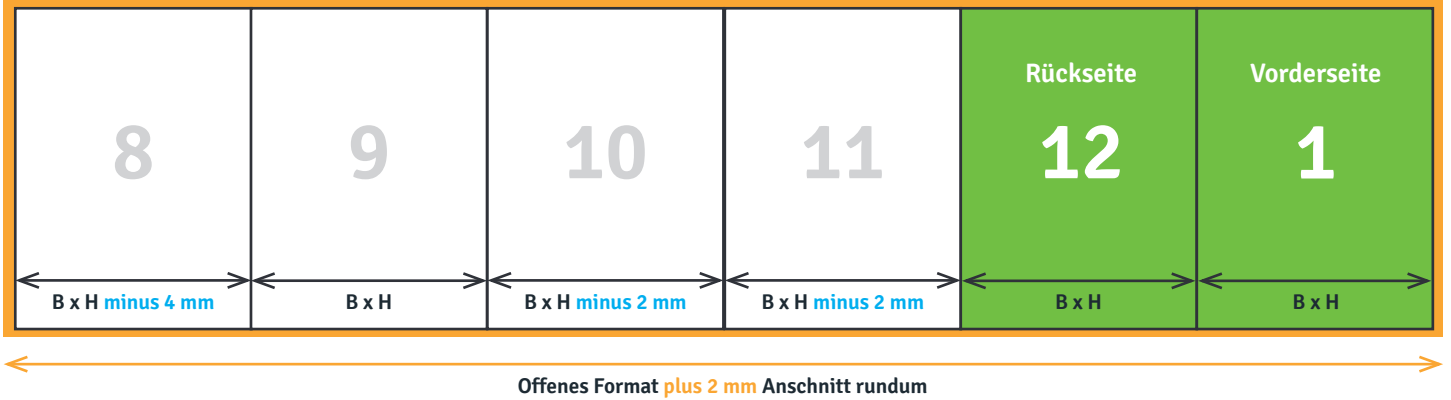 Rückseite
Vorderseite
8
9
10
11
12
1
B x H minus 4 mm
B x H
B x H minus 2 mm
B x H minus 2 mm
B x H
B x H
Offenes Format plus 2 mm Anschnitt rundum